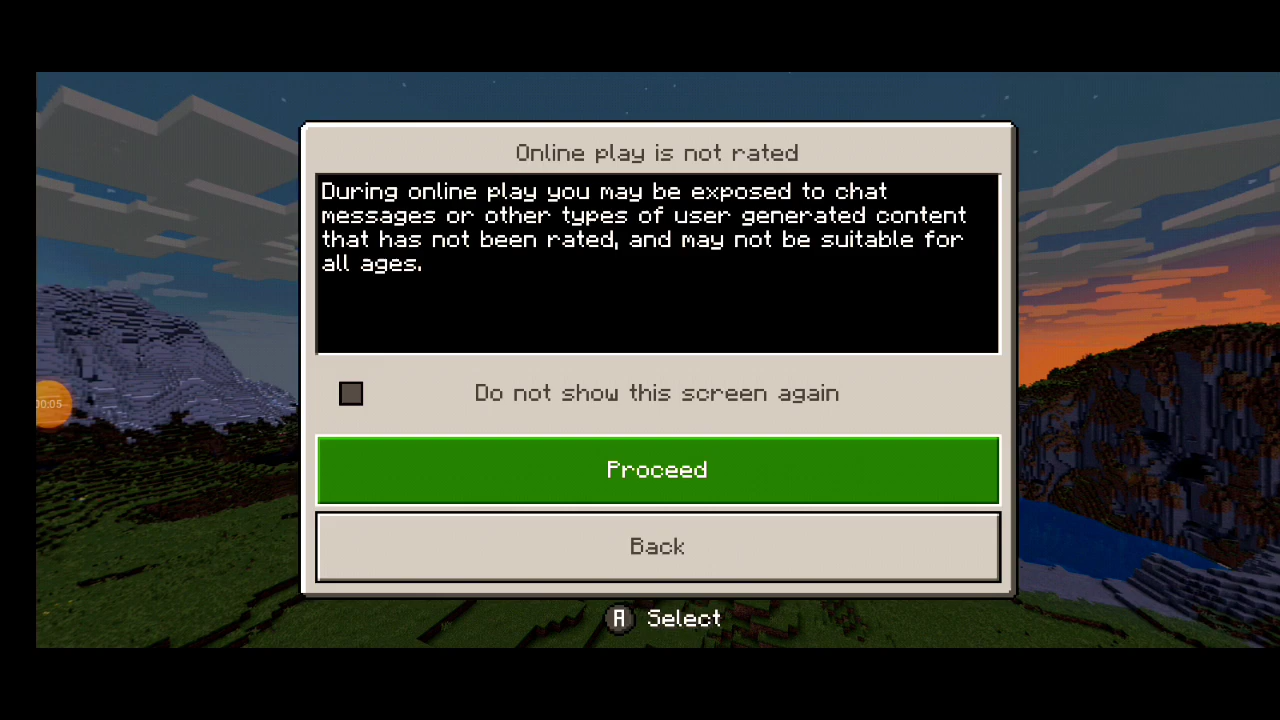 Online play is not rated
During online play you may be exposed to chat
messages or other types of user generated content
that has not been rated, and may not be suitable for
all ages.
Do not show this screen again
00:05
Proceed
Back
A Select